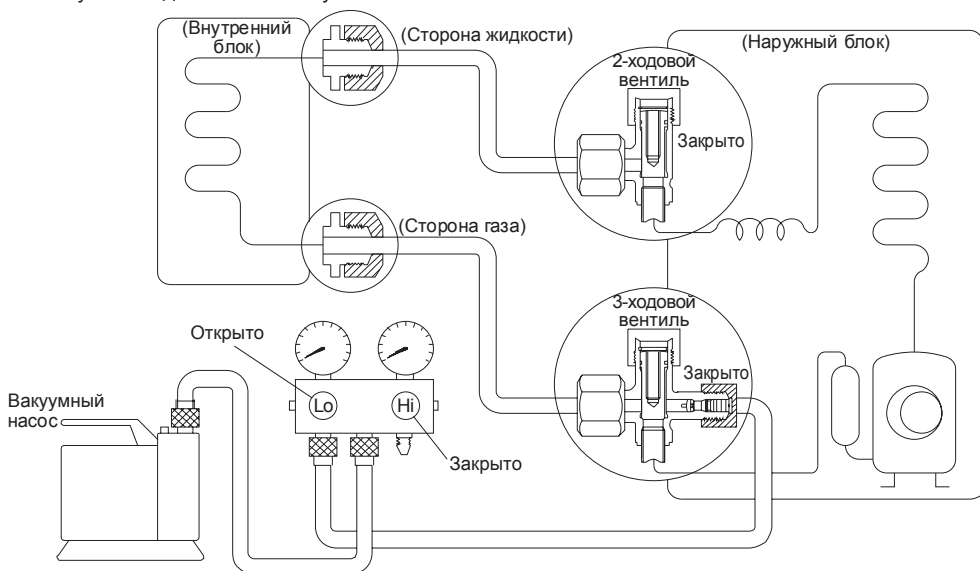 (Внутренний
блок)
(Сторона жидкости)
2-ходовой
вентиль
(Наружный блок)
Закрыто
(Сторона газа)
3-ходовой
вентиль
Закрыто
Открыто
Lo
Hi
Вакуумный
насос
Закрыто